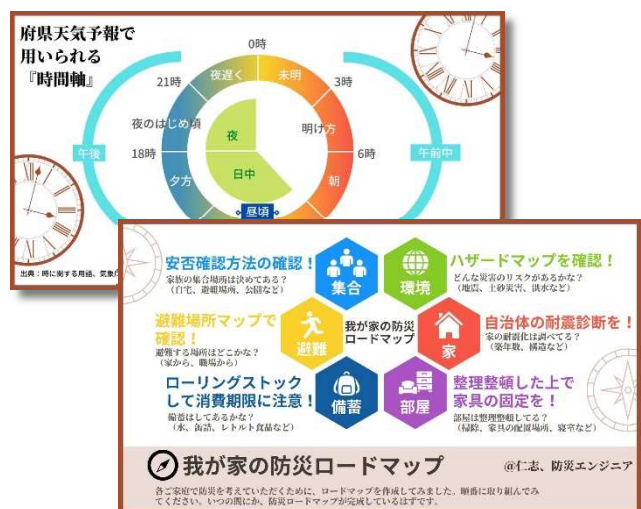 府県天気予報で
用いられる
『時間軸』
0時
夜遅く
未明
21時
3時
夜のはじめ頃
明け方
夜
午後
18時
6時
午前中
夕方
日中
朝
昼頃
出典:時に関する用語、気象
安否確認方法の確認!
家族の集合場所は決めてある?
(自宅、避難場所、公園など)
集合
環境
ハザードマップを確認!
どんな災害のリスクがあるかな?
(地震、土砂災害、洪水など)
避難場所マップで
確認!
避難する場所はどこかな?
(家から、職場から)
避難
我が家の防災
ロードマップ
家
自治体の耐震診断を!
家の耐震化は調べてる?
(築年数、構造など)
ローリングストック
して消費期限に注意!
備蓄はしてあるかな?
(水、缶詰、レトルト食品など)
備蓄
部屋
整理整頓した上で
家具の固定を!
部屋は整理整頓してる?
(掃除、家具の配置場所、寝室など)
我が家の防災ロードマップ
@仁志、防災エンジニア
各ご家庭で防災を考えていただくために、ロードマップを作成してみました。順番に取り組んでみ
てください。いつの間にか、防災ロードマップが完成しているはずです。